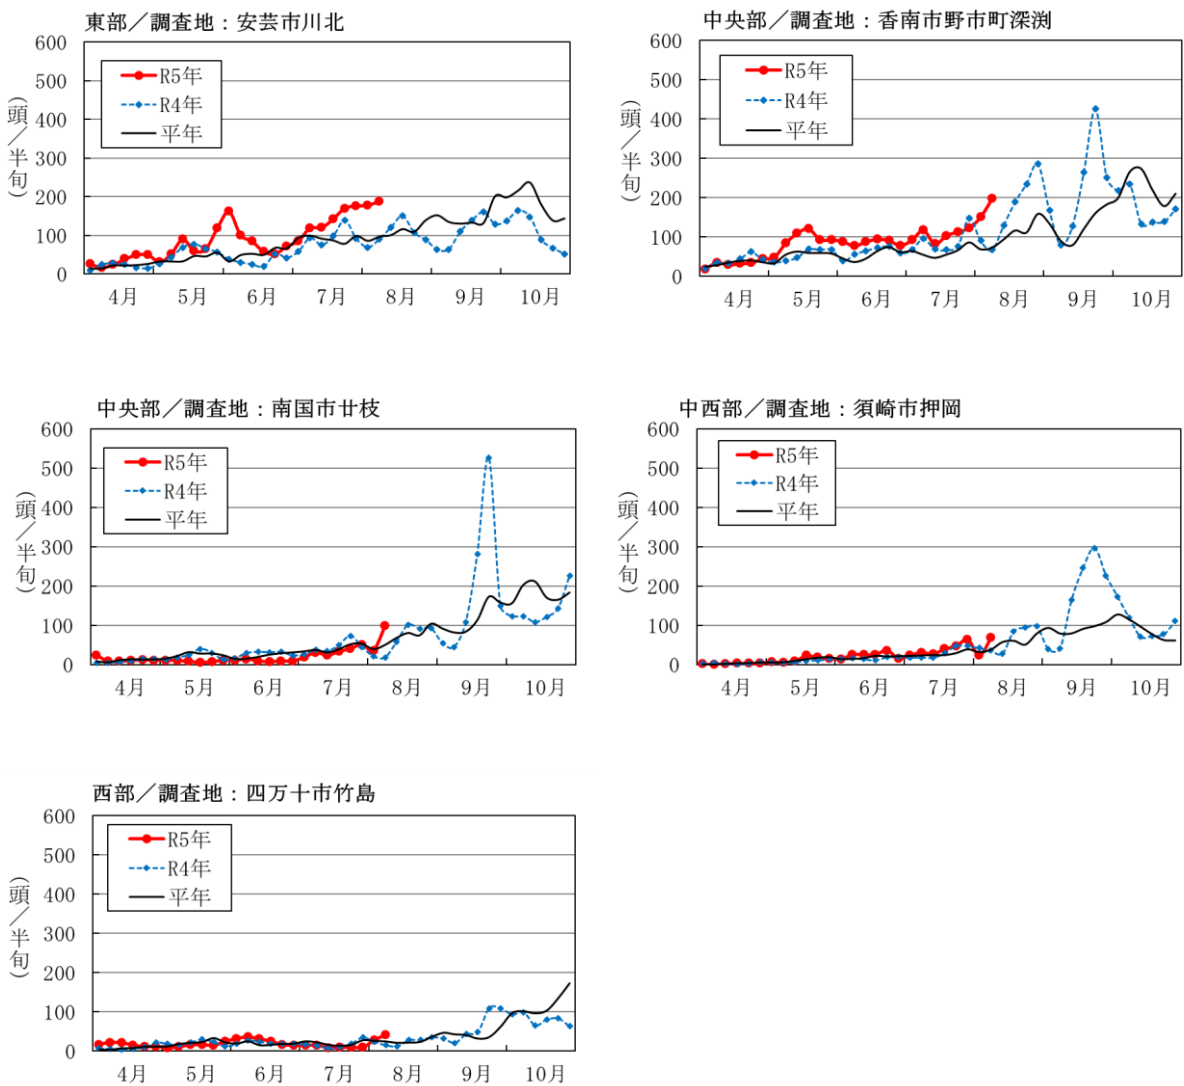 東部／調査地：安芸市川北
600
500
400
300
200
100
0
（頭／半旬）
R5年
R4年
平年
4月 5月 6月 7月 8月 9月 10月
中央部／調査地：香南市野市町深渕
600
500
400
300
200
100
0
（頭／半旬）
R5年
R4年
平年
4月 5月 6月 7月 8月 9月 10月
中央部／調査地：南国市廿枝
600
500
400
300
200
100
0
（頭／半旬）
R5年
R4年
平年
4月 5月 6月 7月 8月 9月 10月
中西部／調査地：須崎市押岡
600
500
400
300
200
100
0
（頭／半旬）
R5年
R4年
平年
4月 5月 6月 7月 8月 9月 10月
西部／調査地：四万十市竹島
600
500
400
300
200
100
0
（頭／半旬）
R5年
R4年
平年
4月 5月 6月 7月 8月 9月 10月